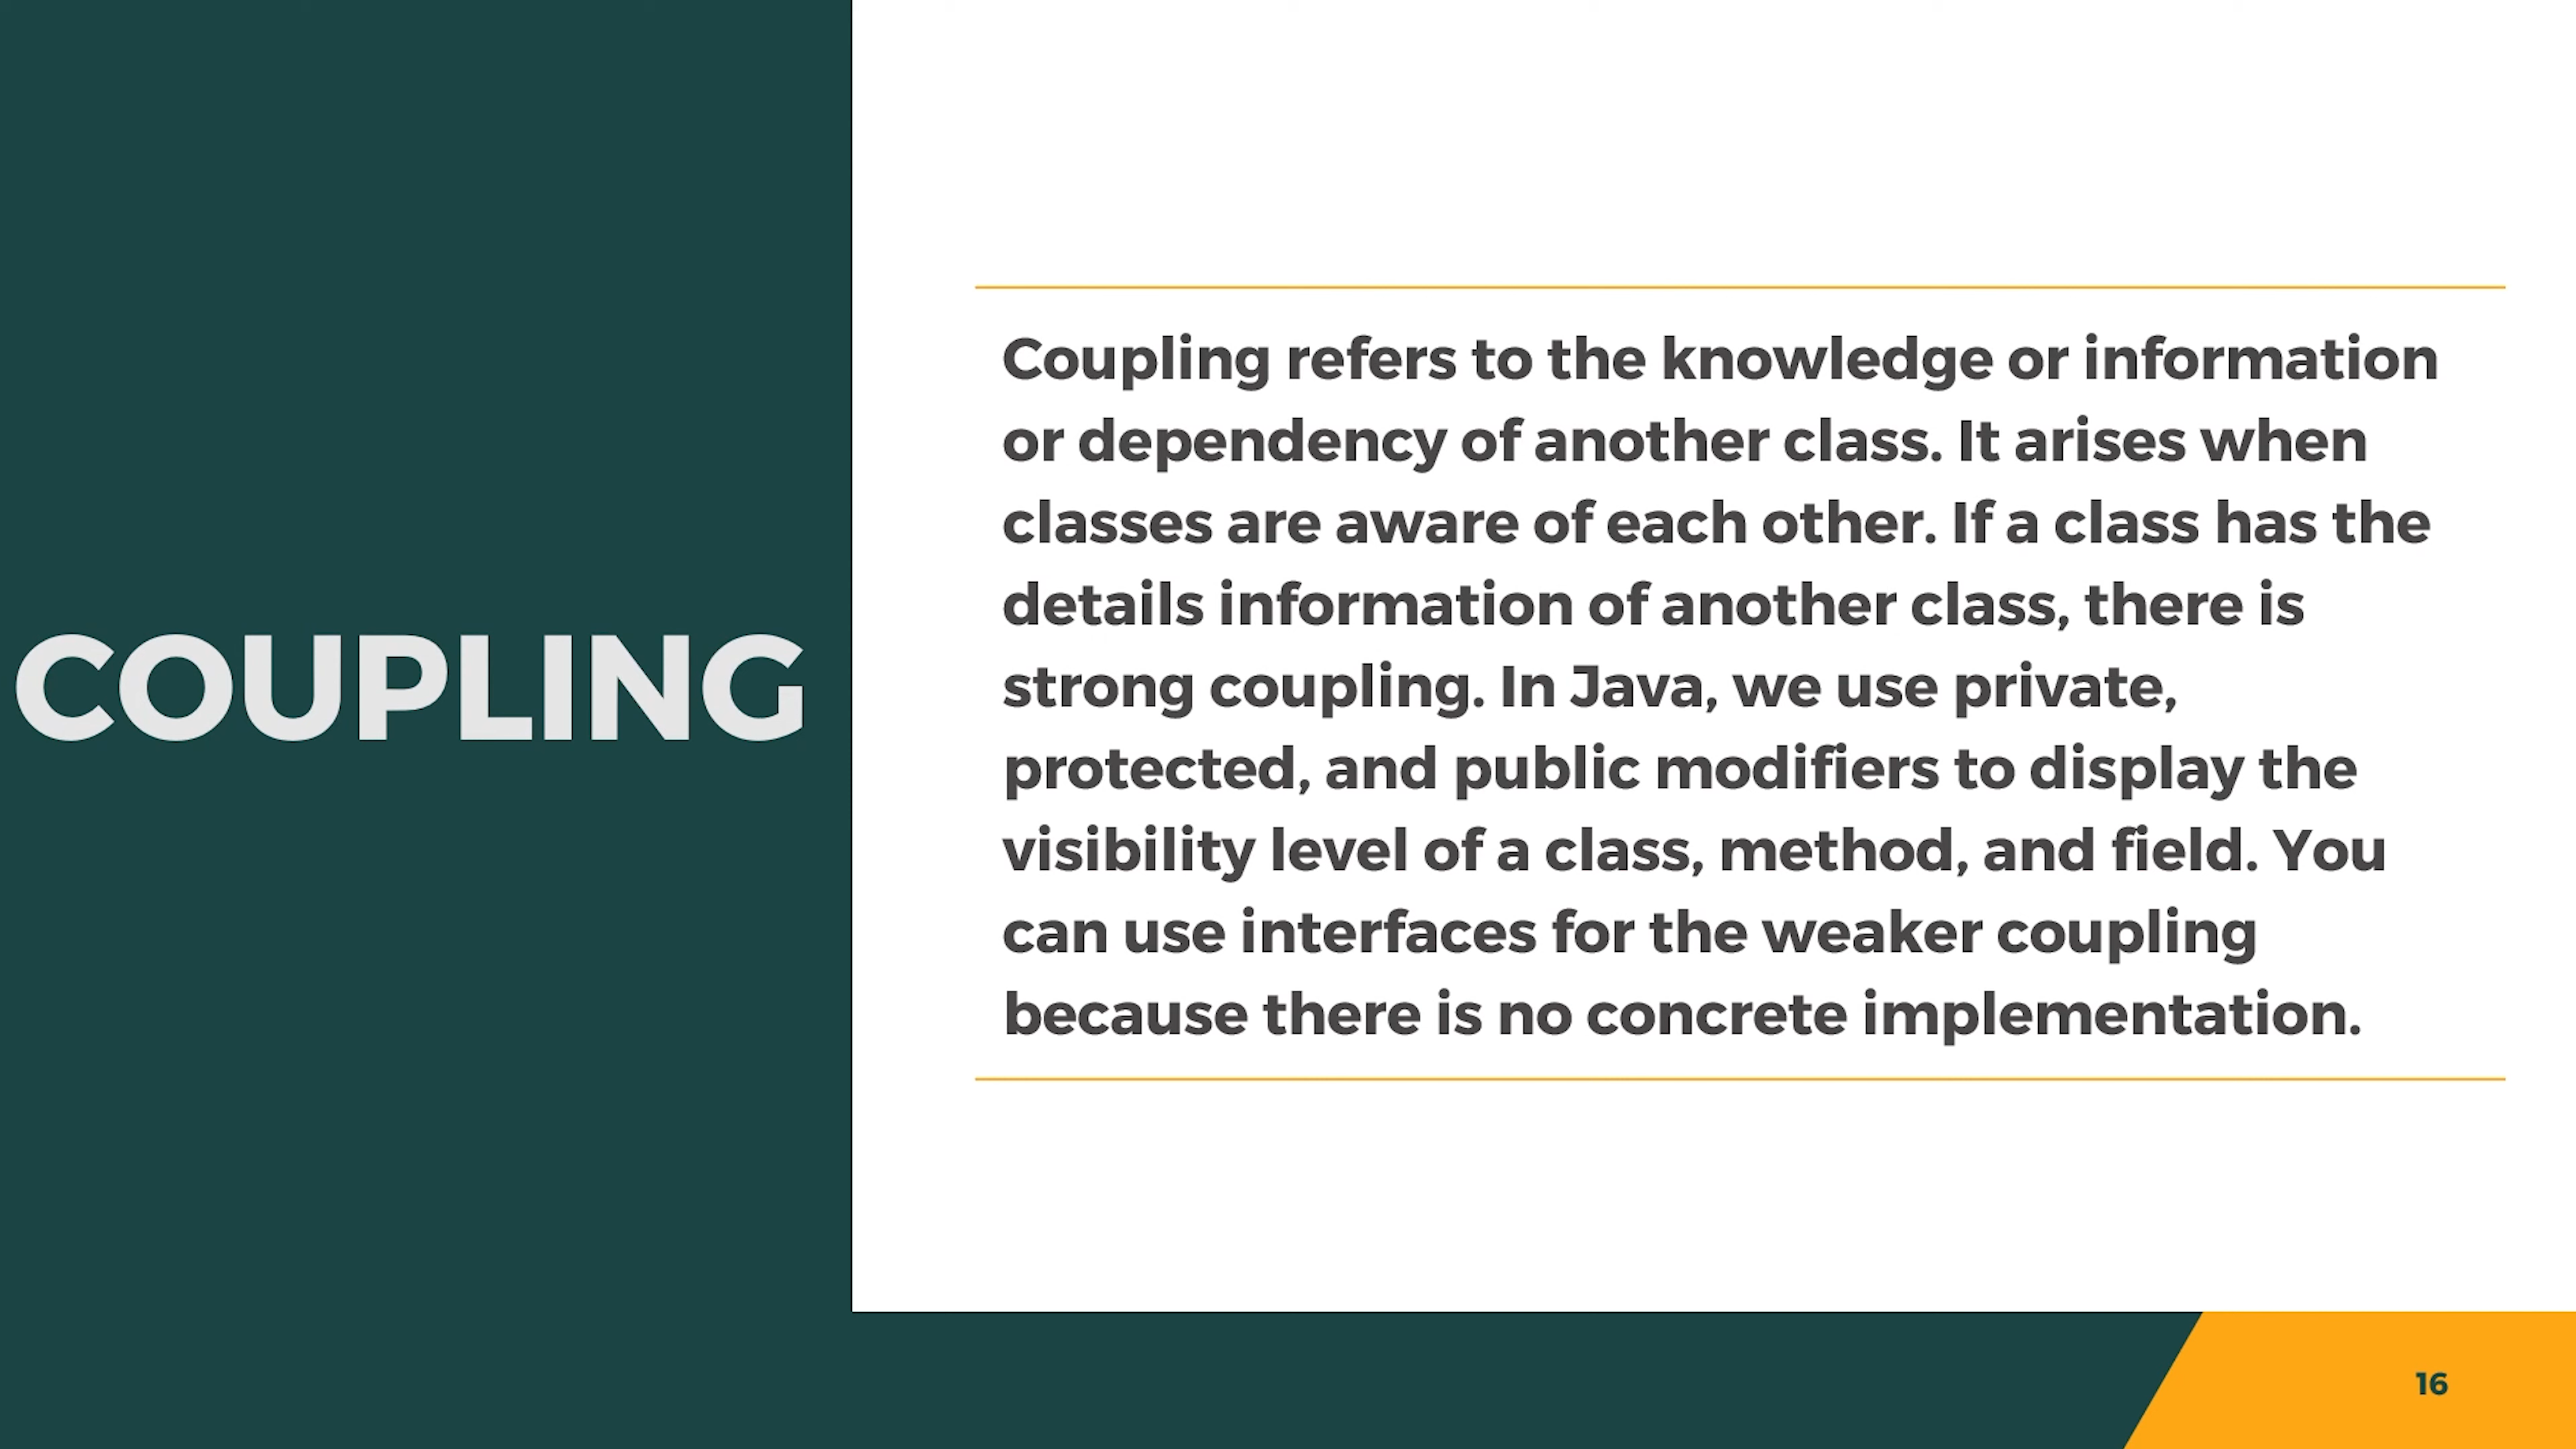 COUPLING
Coupling refers to the knowledge or information
or dependency of another class. It arises when
classes are aware of each other. If a class has the
details information of another class, there is
strong coupling. In Java, we use private,
protected, and public modifiers to display the
visibility level of a class, method, and field. You
can use interfaces for the weaker coupling
because there is no concrete implementation.
16